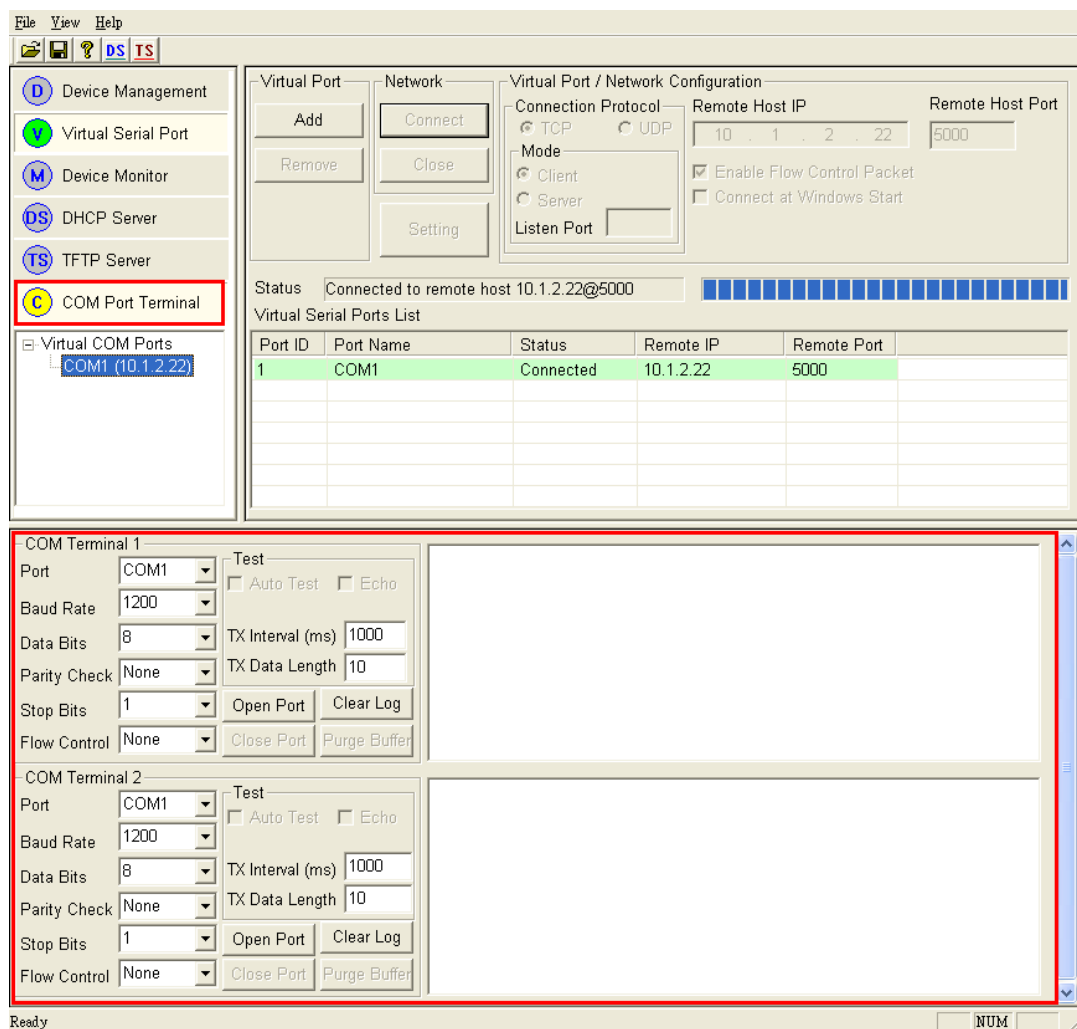 File View Help
DS TS
D Device Management
V Virtual Serial Port
M Device Monitor
DS DHCP Server
TS TFTP Server
C COM Port Terminal
Virtual COM Ports
COM1 (10.1.2.22)
Virtual Port
Add
Remove
Network
Connect
Close
Setting
Virtual Port / Network Configuration
Connection Protocol
TCP UDP
Mode
Client
Server
Listen Port
Remote Host IP
10 . 1 . 2 . 22
Remote Host Port
5000
Enable Flow Control Packet
Connect at Windows Start
Status Connected to remote host 10.1.2.22@5000
Virtual Serial Ports List
Port ID Port Name Status Remote IP Remote Port
1 COM1 Connected 10.1.2.22 5000
COM Terminal 1
Port COM1
Baud Rate 1200
Data Bits 8
Parity Check None
Stop Bits 1
Flow Control None
Test
Auto Test Echo
TX Interval (ms) 1000
TX Data Length 10
Open Port Clear Log
Close Port Purge Buffer
COM Terminal 2
Port COM1
Baud Rate 1200
Data Bits 8
Parity Check None
Stop Bits 1
Flow Control None
Test
Auto Test Echo
TX Interval (ms) 1000
TX Data Length 10
Open Port Clear Log
Close Port Purge Buffer
Ready NUM